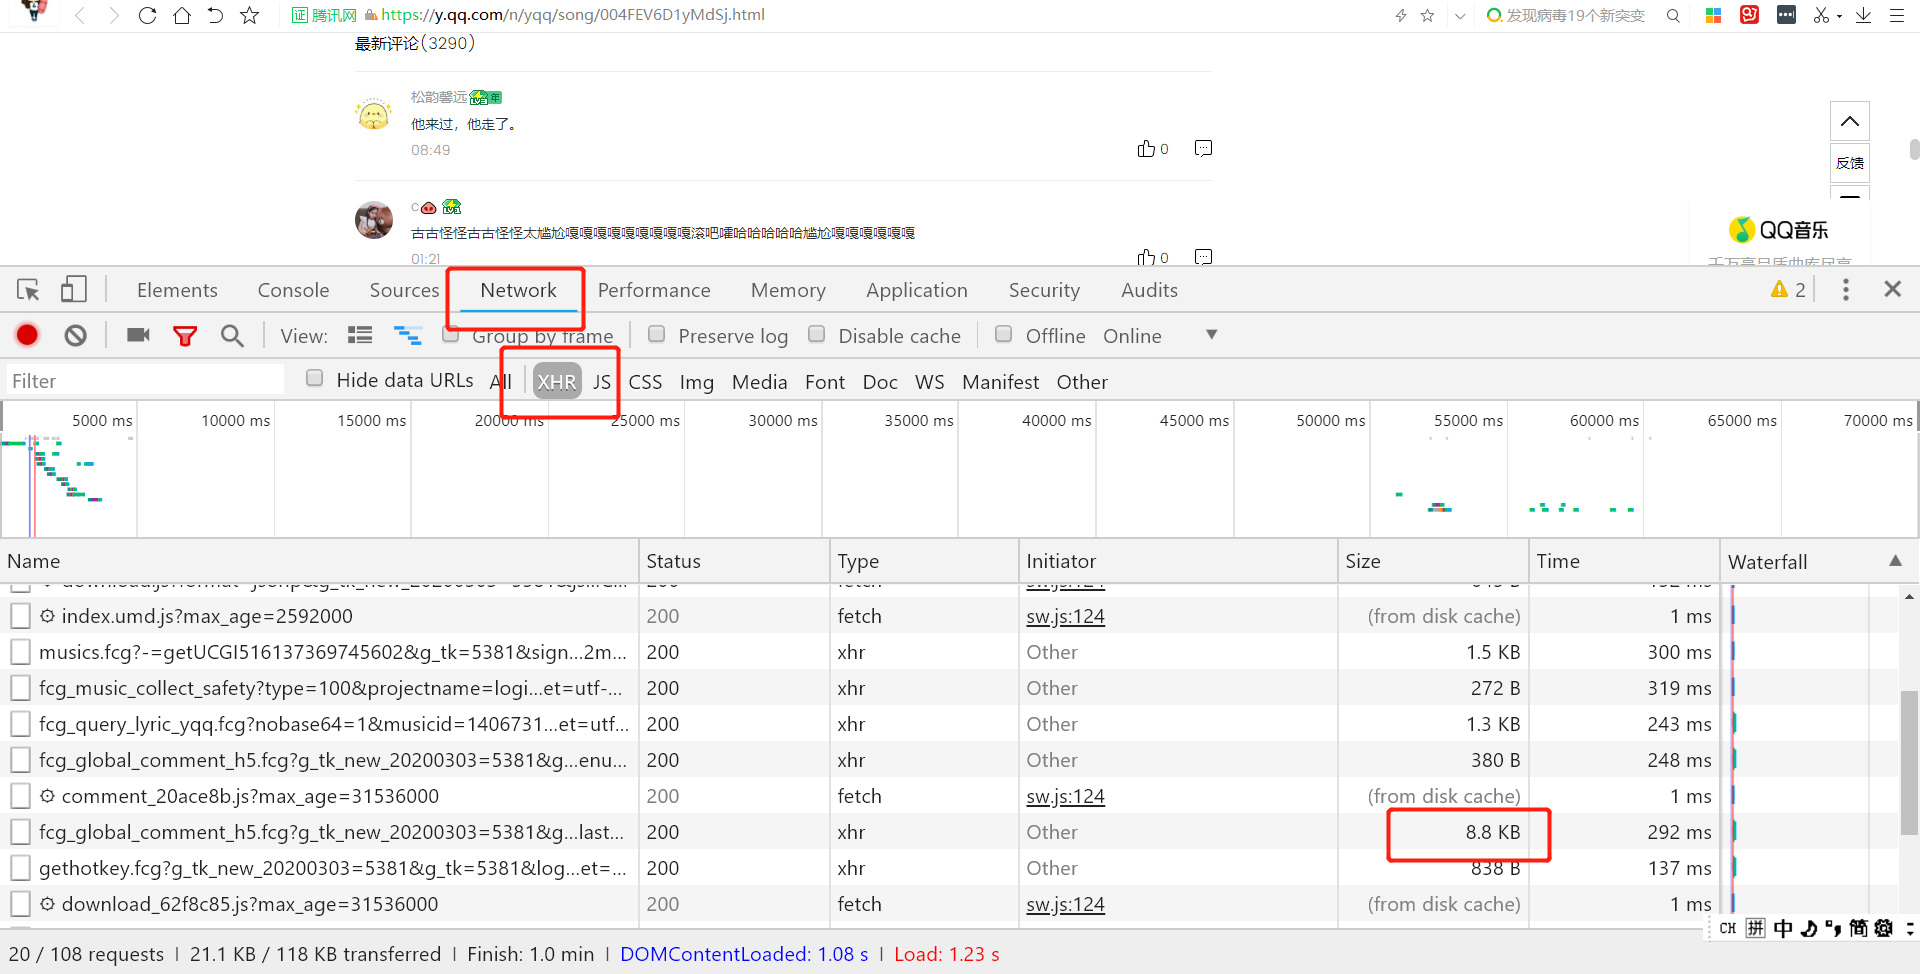 证 腾讯网 https://y.qq.com/n/yqq/song/004FEV6D1yMdSj.html 发现病毒19个新突变
最新评论(3290)
松韵馨远
他来过，他走了。
08:49 0
反馈
c
古古怪怪古古怪怪太尴尬嘎嘎嘎嘎嘎嘎嘎嘎滚吧嚯哈哈哈哈哈尴尬嘎嘎嘎嘎嘎嘎
01:21 0
QQ音乐
Elements Console Sources Network Performance Memory Application Security Audits 2
View: Group by frame Preserve log Disable cache Offline Online
Filter Hide data URLs All XHR JS CSS Img Media Font Doc WS Manifest Other
5000 ms 10000 ms 15000 ms 20000 ms 25000 ms 30000 ms 35000 ms 40000 ms 45000 ms 50000 ms 55000 ms 60000 ms 65000 ms 70000 ms
Name Status Type Initiator Size Time Waterfall
index.umd.js?max_age=2592000 200 fetch sw.js:124 (from disk cache) 1 ms
musics.fcg?-=getUCGI516137369745602&g_tk=5381&sign...2m... 200 xhr Other 1.5 KB 300 ms
fcg_music_collect_safety?type=100&projectname=logi...et=utf-... 200 xhr Other 272 B 319 ms
fcg_query_lyric_yqq.fcg?nobase64=1&musicid=1406731...et=utf... 200 xhr Other 1.3 KB 243 ms
fcg_global_comment_h5.fcg?g_tk_new_20200303=5381&g...enu... 200 xhr Other 380 B 248 ms
comment_20ace8b.js?max_age=31536000 200 fetch sw.js:124 (from disk cache) 1 ms
fcg_global_comment_h5.fcg?g_tk_new_20200303=5381&g...last... 200 xhr Other 8.8 KB 292 ms
gethotkey.fcg?g_tk_new_20200303=5381&g_tk=5381&log...et=... 200 xhr Other 838 B 137 ms
download_62f8c85.js?max_age=31536000 200 fetch sw.js:124 (from disk cache) 1 ms
CH 拼 中 简
20 / 108 requests | 21.1 KB / 118 KB transferred | Finish: 1.0 min | DOMContentLoaded: 1.08 s | Load: 1.23 s